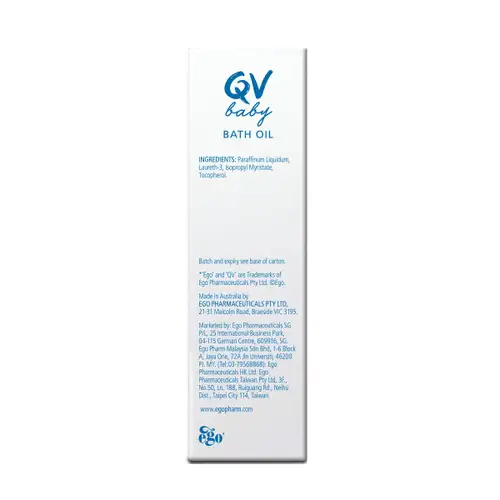 QV
baby
BATH OIL
INGREDIENTS: Paraffinum Liquidum,
Laureth-3, Isopropyl Myristate,
Tocopherol.
Batch and expiry see base of carton.
*'Ego' and 'QV' are Trademarks of
Ego Pharmaceuticals Pty Ltd. ©Ego.
Made in Australia by
EGO PHARMACEUTICALS PTY LTD,
21-31 Malcolm Road, Braeside VIC 3195.
Marketed by: Ego Pharmaceuticals SG
P/L, 25 International Business Park,
04-115 German Centre, 609916, SG.
Ego Pharm Malaysia Sdn Bhd, 1-6 Block
A, Jaya One, 72A Jln Universiti, 46200
PJ. MY. (Tel:03-79568868): Ego
Pharmaceuticals HK Ltd. Ego
Pharmaceuticals Taiwan Pty Ltd, 3F.,
No.50, Ln. 188, Ruiguang Rd., Neihu
Dist., Taipei City 114, Taiwan.
www.egopharm.com
ego